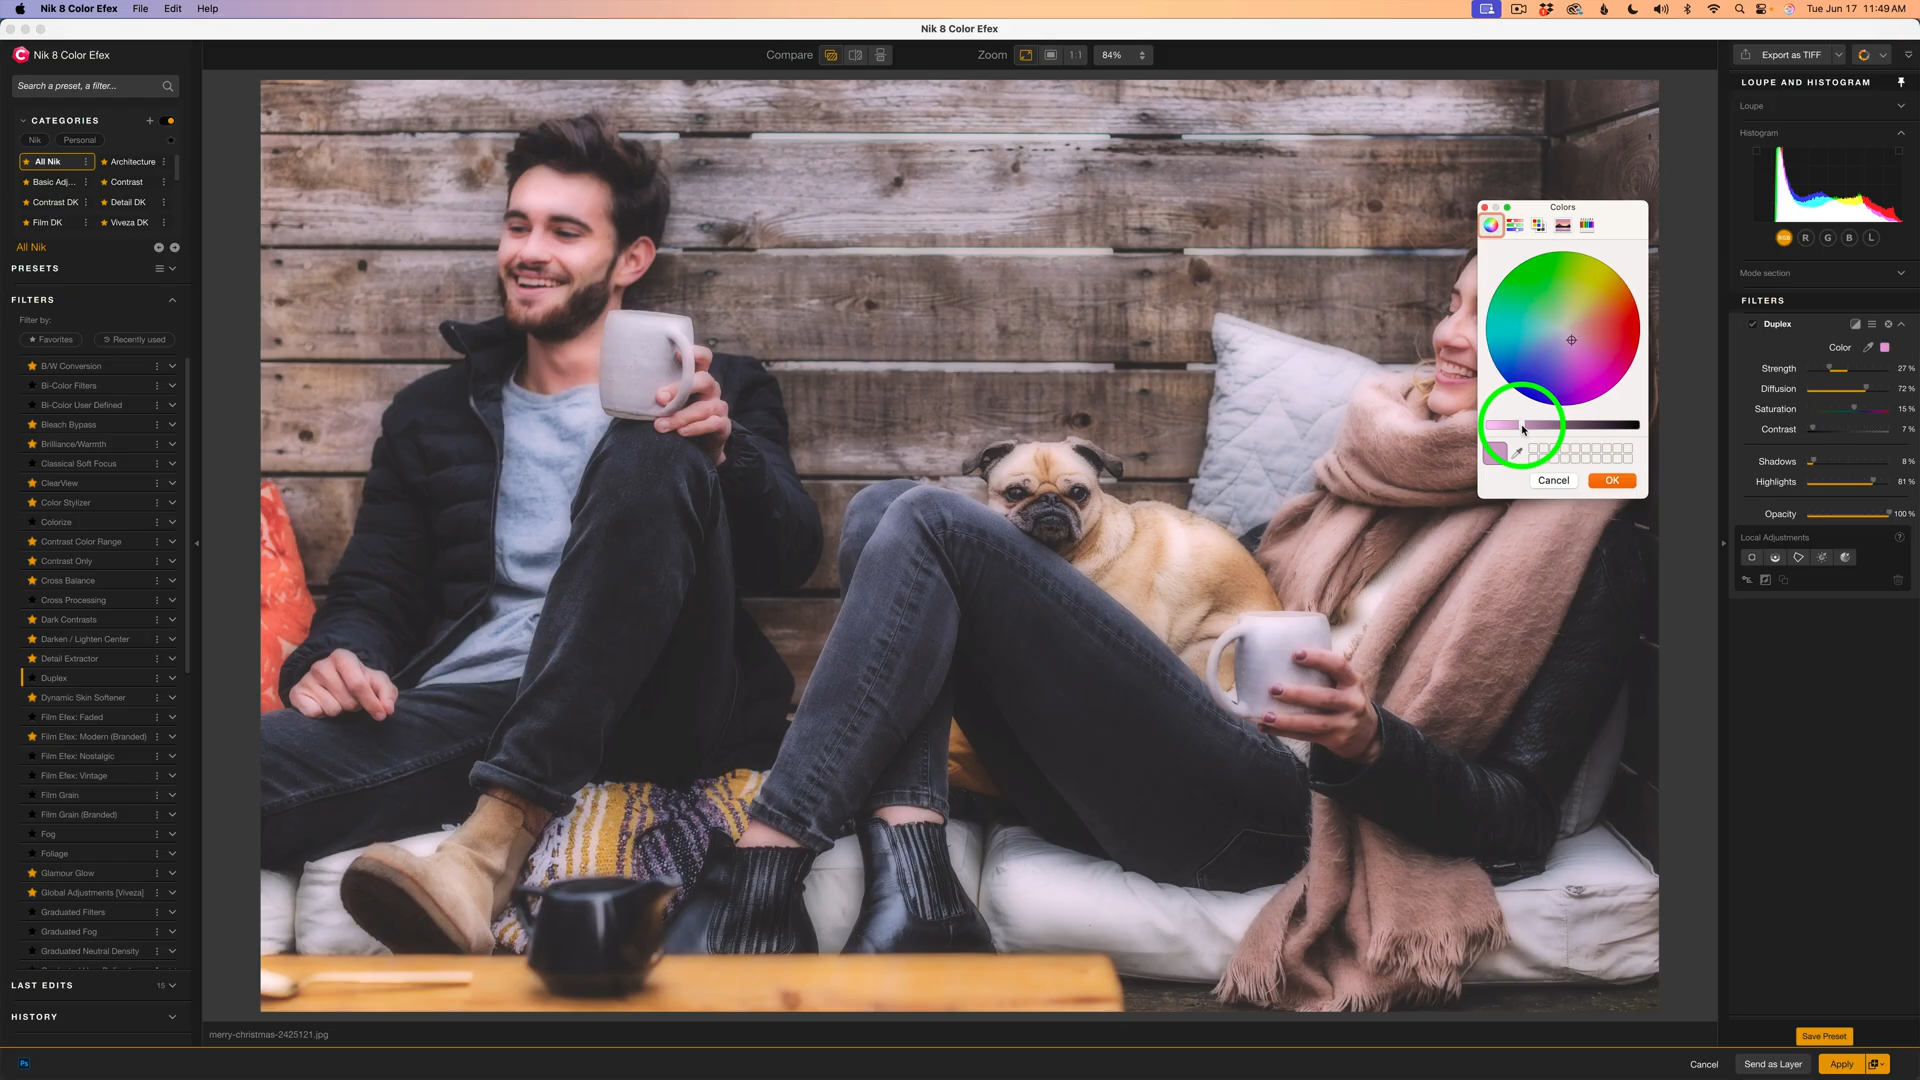 Nik 8 Color Efex File Edit Help
Tue Jun 17 11:49 AM
Nik 8 Color Efex
Nik 8 Color Efex
Compare
Zoom
1:1
84%
Export as TIFF
Search a preset, a filter...
CATEGORIES
Nik Personal
All Nik Architecture
Basic Adj... Contrast
Contrast DK Detail DK
Film DK Viveza DK
All Nik
PRESETS
FILTERS
Filter by:
Favorites Recently used
B/W Conversion
Bi-Color Filters
Bi-Color User Defined
Bleach Bypass
Brilliance/Warmth
Classical Soft Focus
ClearView
Color Stylizer
Colorize
Contrast Color Range
Contrast Only
Cross Balance
Cross Processing
Dark Contrasts
Darken / Lighten Center
Detail Extractor
Duplex
Dynamic Skin Softener
Film Efex: Faded
Film Efex: Modern (Branded)
Film Efex: Nostalgic
Film Efex: Vintage
Film Grain
Film Grain (Branded)
Fog
Foliage
Glamour Glow
Global Adjustments [Viveza]
Graduated Filters
Graduated Fog
Graduated Neutral Density
LAST EDITS 15
HISTORY
Ps
merry-christmas-2425121.jpg
Colors
Cancel OK
LOUPE AND HISTOGRAM
Loupe
Histogram
RGB R G B L
Mode section
FILTERS
Duplex
Color
Strength 27 %
Diffusion 72 %
Saturation 15 %
Contrast 7 %
Shadows 8 %
Highlights 81 %
Opacity 100 %
Local Adjustments ?
Save Preset
Cancel Send as Layer Apply